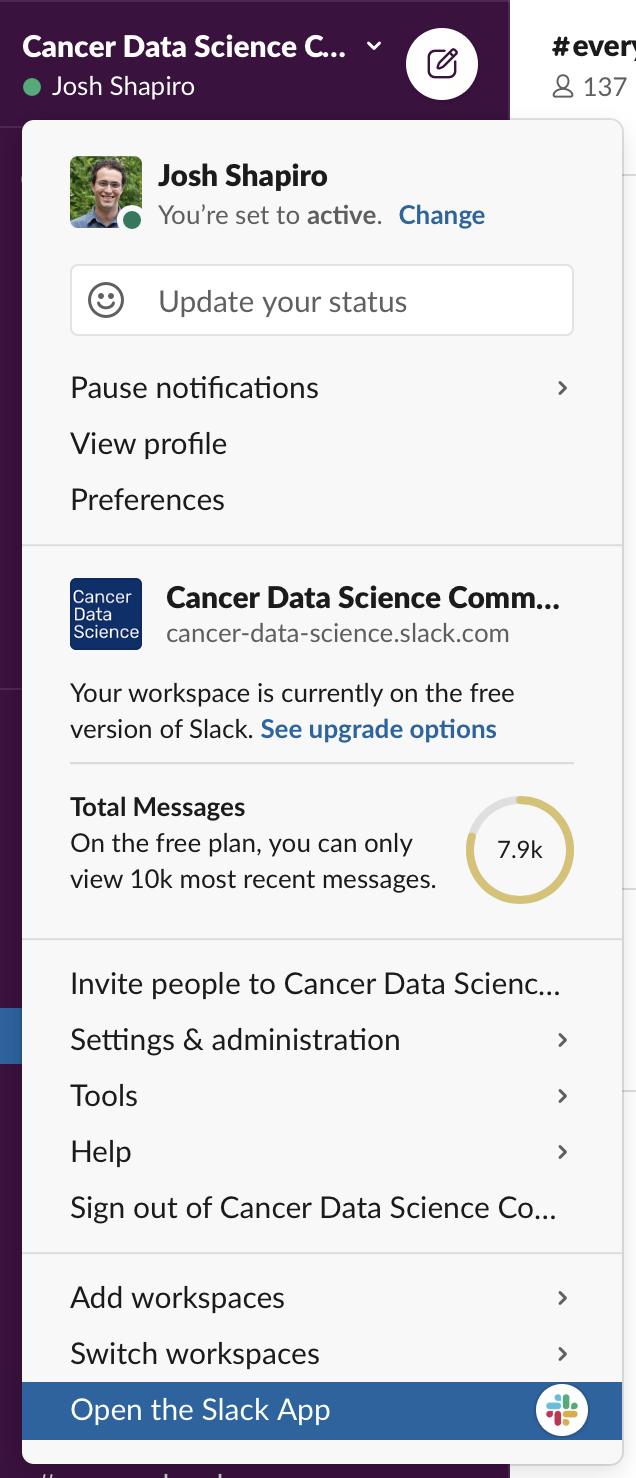 Cancer Data Science C...
Josh Shapiro
#every
137
Josh Shapiro
You're set to active. Change
Update your status
Pause notifications
View profile
Preferences
Cancer
Data
Science
Cancer Data Science Comm...
cancer-data-science.slack.com
Your workspace is currently on the free
version of Slack. See upgrade options
Total Messages
On the free plan, you can only
view 10k most recent messages.
7.9k
Invite people to Cancer Data Scienc...
Settings & administration
Tools
Help
Sign out of Cancer Data Science Co...
Add workspaces
Switch workspaces
Open the Slack App